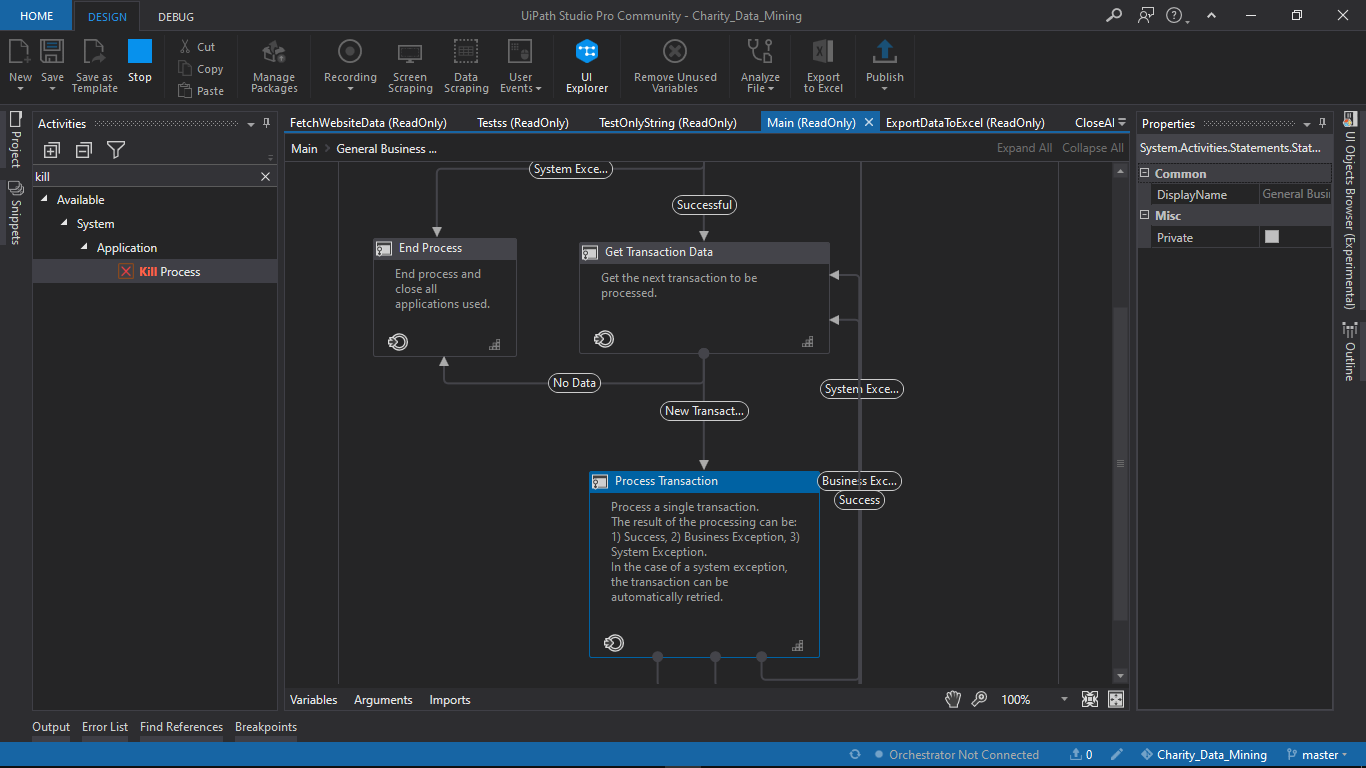 HOME
DESIGN
DEBUG
UiPath Studio Pro Community - Charity_Data_Mining
New
Save
Save as
Template
Stop
Cut
Copy
Paste
Manage
Packages
Recording
Screen
Scraping
Data
Scraping
User
Events
UI
Explorer
Remove Unused
Variables
Analyze
File
Export
to Excel
Publish
Project
Snippets
Activities
kill
Available
System
Application
Kill Process
FetchWebsiteData (ReadOnly)
Testss (ReadOnly)
TestOnlyString (ReadOnly)
Main (ReadOnly)
ExportDataToExcel (ReadOnly)
CloseAl
Main
General Business ...
Expand All
Collapse All
System Exce...
Successful
End Process
End process and
close all
applications used.
Get Transaction Data
Get the next transaction to be
processed.
No Data
System Exce...
New Transact...
Process Transaction
Process a single transaction.
The result of the processing can be:
1) Success, 2) Business Exception, 3)
System Exception.
In the case of a system exception,
the transaction can be
automatically retried.
Business Exc...
Success
Variables
Arguments
Imports
100%
Properties
System.Activities.Statements.Stat...
Common
DisplayName
General Busi
Misc
Private
UI Objects Browser (Experimental)
Outline
Output
Error List
Find References
Breakpoints
Orchestrator Not Connected
0
Charity_Data_Mining
master